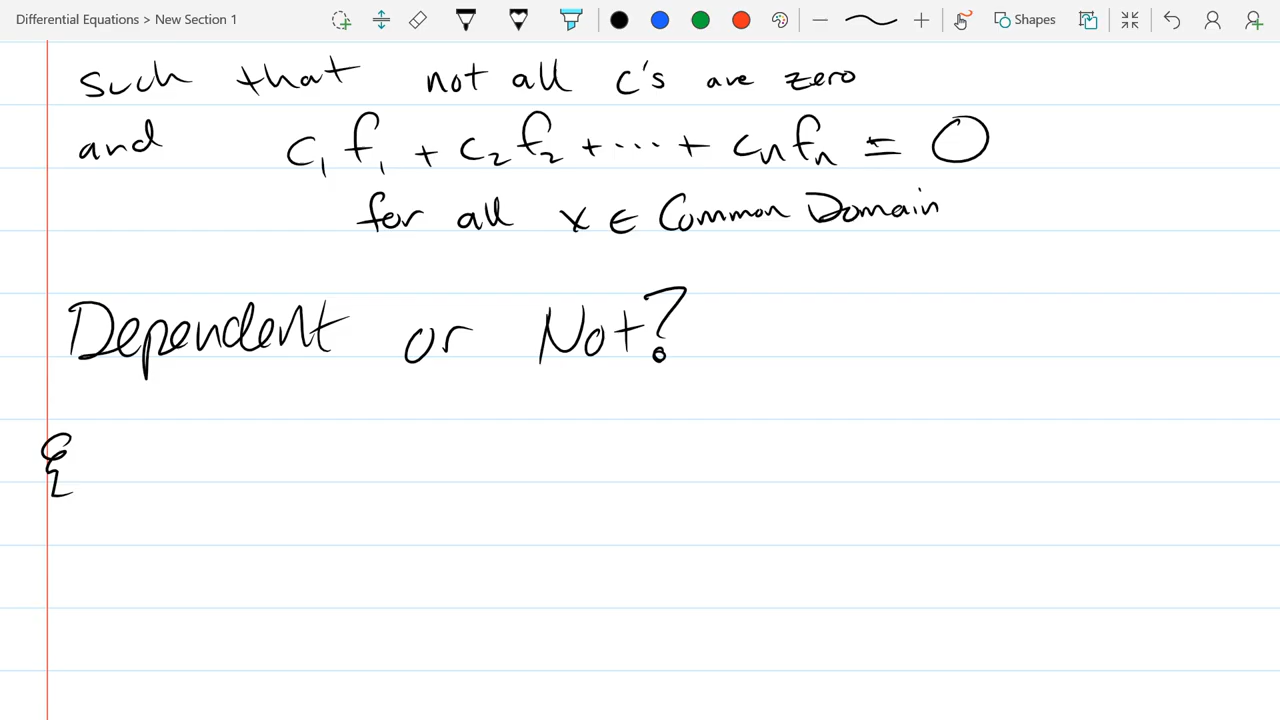 Differential Equations > New Section 1
Shapes
such that not all c's are zero
and c₁f₁ + c₂f₂ + ... + cₙfₙ = 0
for all x ∈ Common Domain
Dependent or Not?
{